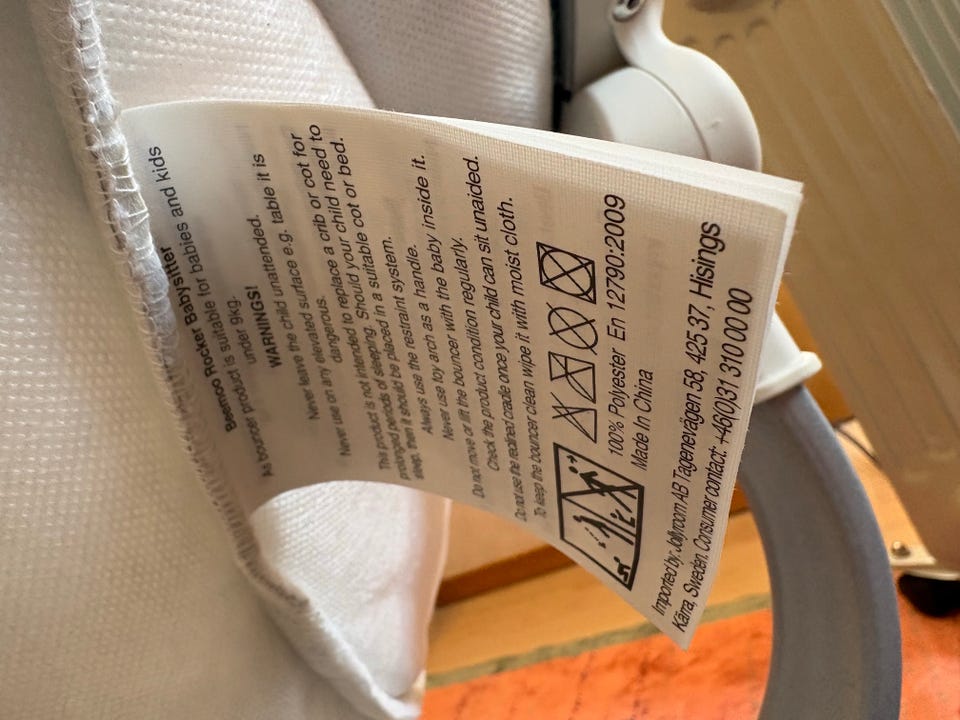 Beemoo Rocker Babysitter
As bouncer product is suitable for babies and kids
under 9kg.
WARNINGS!
Never leave the child unattended.
Never use on any elevated surface e.g. table it is
dangerous.
This product is not intended to replace a crib or cot for
prolonged periods of sleeping. Should your child need to
sleep, then it should be placed in a suitable cot or bed.
Always use the restraint system.
Never use toy arch as a handle.
Do not move or lift the bouncer with the baby inside it.
Check the product condition regularly.
Do not use the reclined cradle once your child can sit unaided.
To keep the bouncer clean wipe it with moist cloth.
100% Polyester En 12790:2009
Made In China
Imported by: Jollyroom AB Tagenevägen 58, 425 37, Hisings
Kärra, Sweden. Consumer contact: +46(0)31 310 00 00